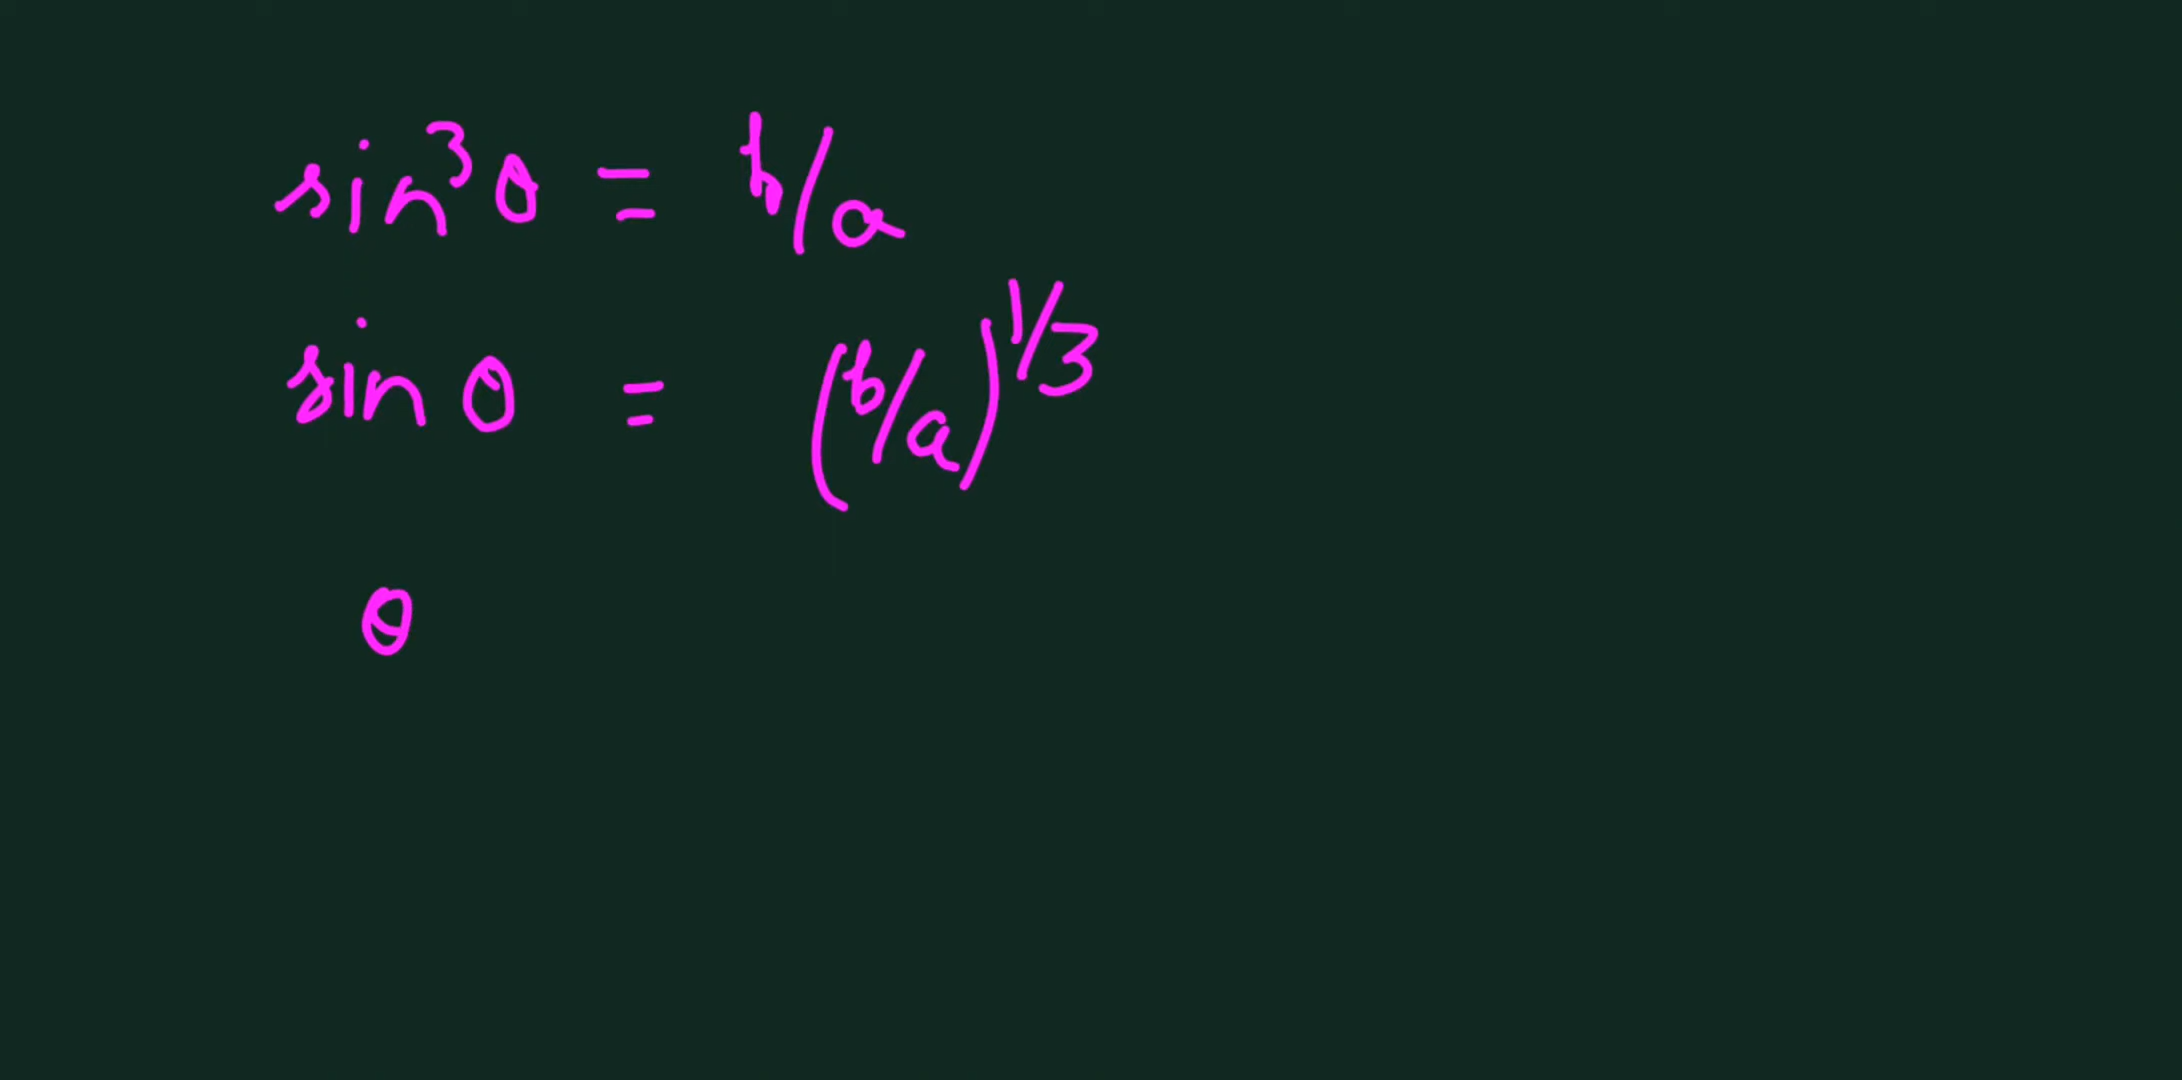 sin³θ = b/a
sin θ = (b/a)^1/3
θ